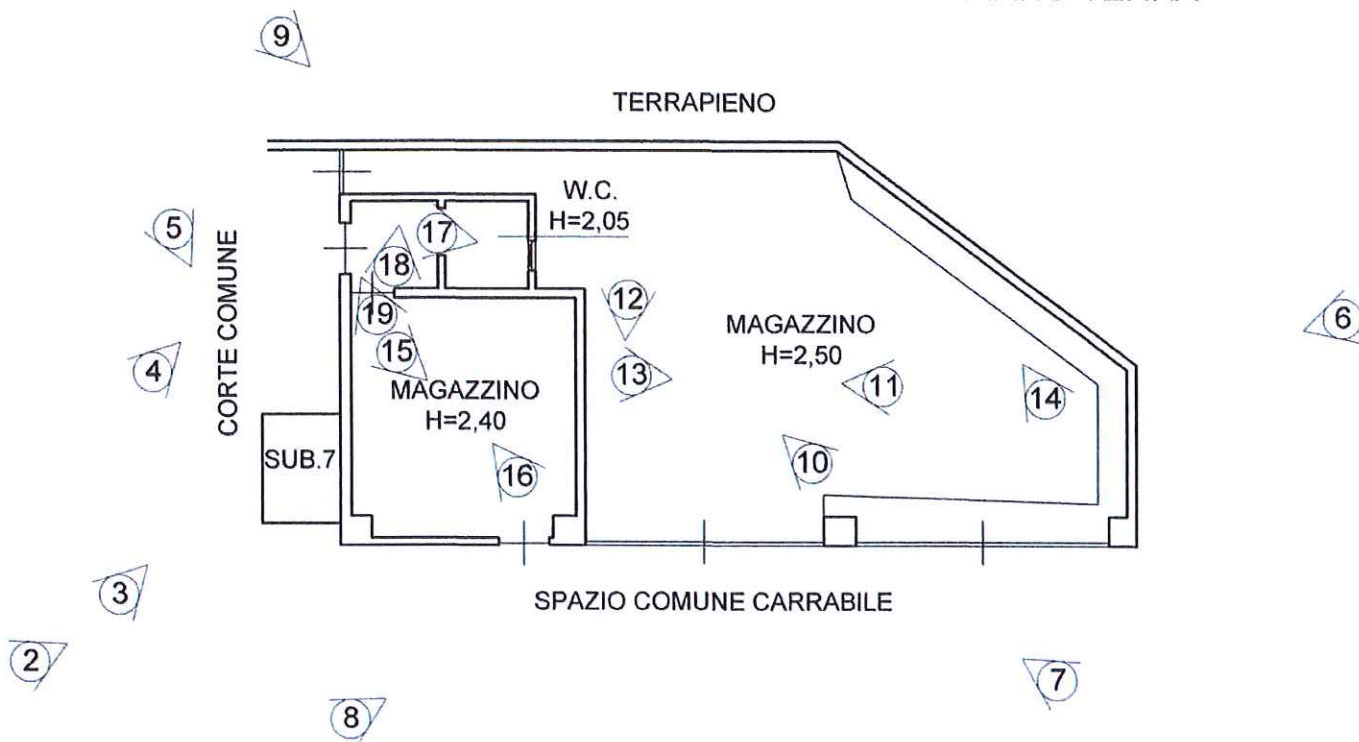 9
TERRAPIENO
W.C.
H=2,05
5
17
CORTE COMUNE
18
12
19
MAGAZZINO
H=2,50
6
15
4
13
11
14
MAGAZZINO
H=2,40
SUB.7
10
16
3
SPAZIO COMUNE CARRABILE
2
7
8